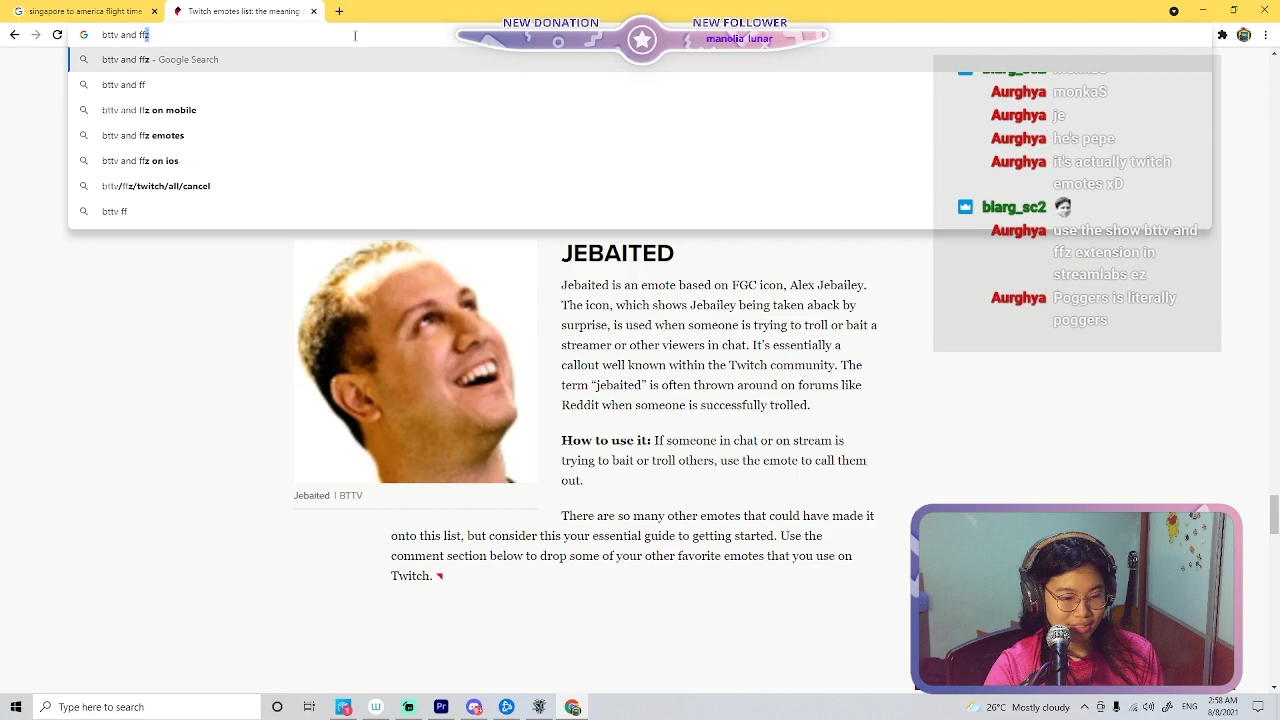 singapore to timezone
Twitch emotes list: the meaning
NEW DONATION
NEW FOLLOWER
manolia_lunar
bttv and ffz
bttv and ffz - Google Search
bttv and ff
bttv and ffz on mobile
bttv and ffz emotes
bttv and ffz on ios
bttv/ffz/twitch/all/cancel
bttv ff
Aurghya monkaS
Aurghya je
Aurghya he's pepe
Aurghya it's actually twitch
emotes xD
blarg_sc2
Aurghya use the show bttv and
ffz extension in
streamlabs ez
Aurghya Poggers is literally
poggers
JEBAITED
Jebaited is an emote based on FGC icon, Alex Jebailey.
The icon, which shows Jebailey being taken aback by
surprise, is used when someone is trying to troll or bait a
streamer or other viewers in chat. It's essentially a
callout well known within the Twitch community. The
term “jebaited” is often thrown around on forums like
Reddit when someone is successfully trolled.
How to use it: If someone in chat or on stream is
trying to bait or troll others, use the emote to call them
out.
Jebaited | BTTV
There are so many other emotes that could have made it
onto this list, but consider this your essential guide to getting started. Use the
comment section below to drop some of your other favorite emotes that you use on
Twitch.
Type here to search
26°C Mostly cloudy
2:58 AM
8/8/2021